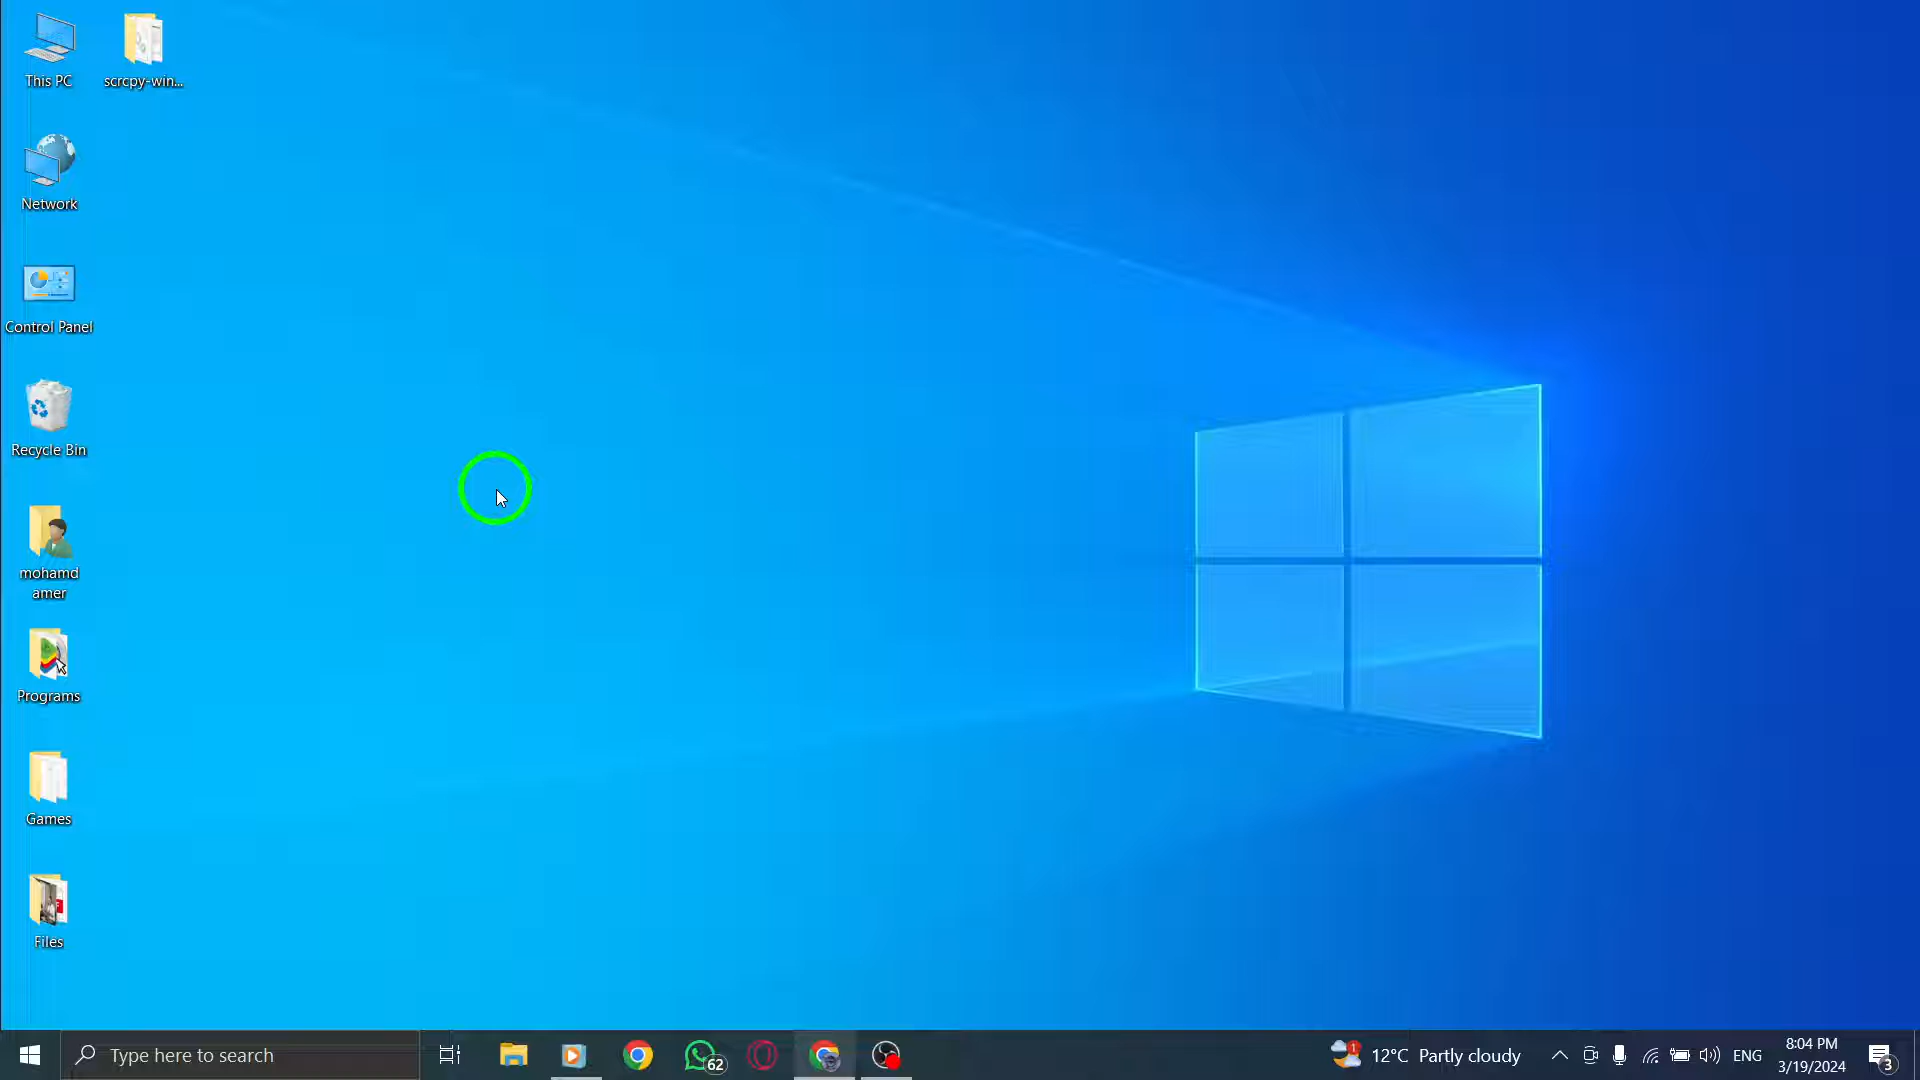 This PC
scrcpy-win...
Network
Control Panel
Recycle Bin
mohamd
amer
Programs
Games
Files
Type here to search
62
1
12°C Partly cloudy
ENG
8:04 PM
3/19/2024
3